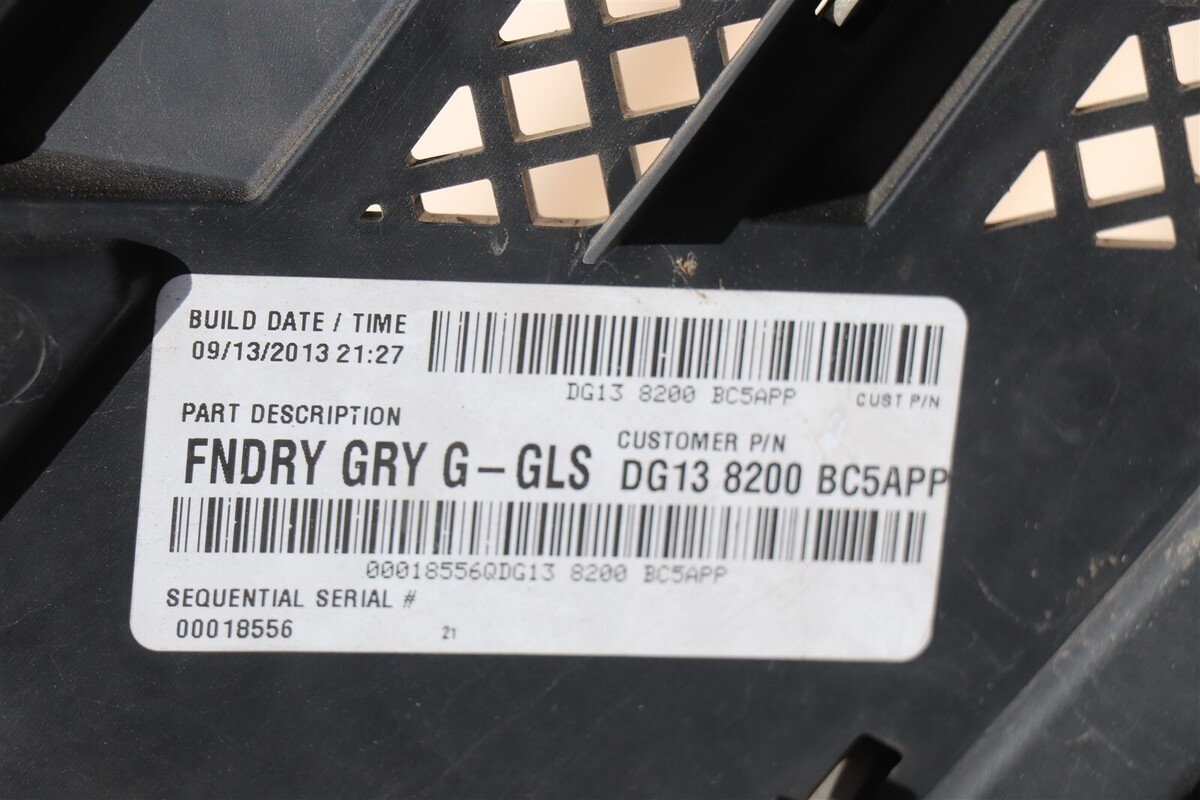 BUILD DATE / TIME
09/13/2013 21:27
DG13 8200 BC5APP
CUST P/N
PART DESCRIPTION
FNDRY GRY G-GLS
CUSTOMER P/N
DG13 8200 BC5APP
00018556QDG13 8200 BC5APP
SEQUENTIAL SERIAL #
00018556
21